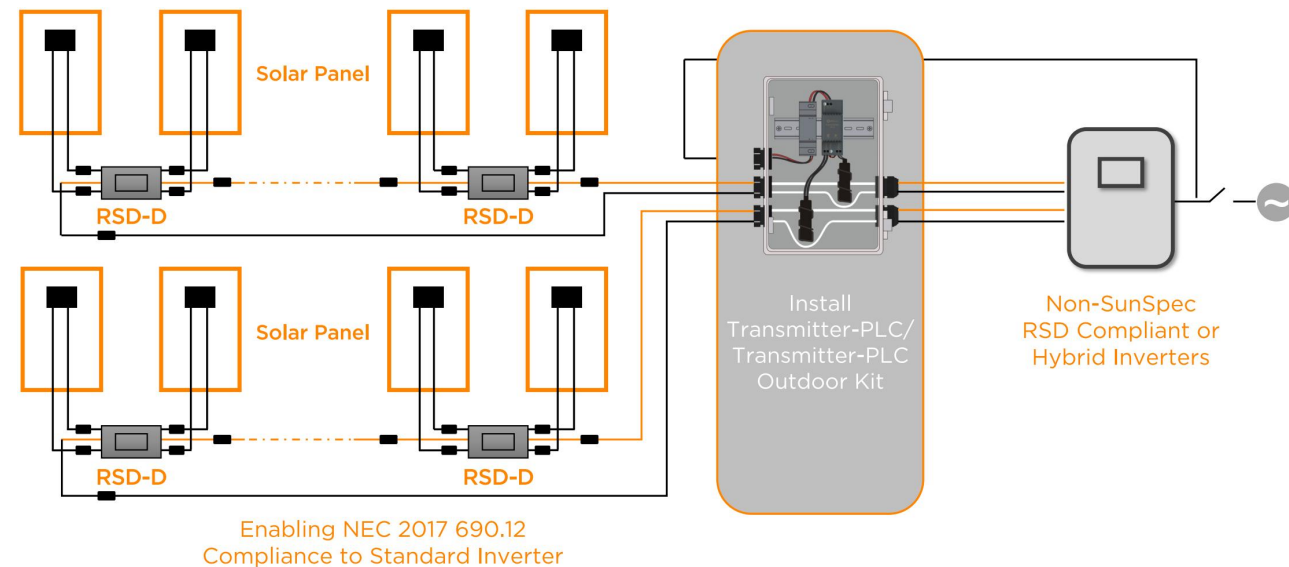 Solar Panel
RSD-D
RSD-D
Solar Panel
RSD-D
RSD-D
Enabling NEC 2017 690.12
Compliance to Standard Inverter
Install
Transmitter-PLC/
Transmitter-PLC
Outdoor Kit
Non-SunSpec
RSD Compliant or
Hybrid Inverters